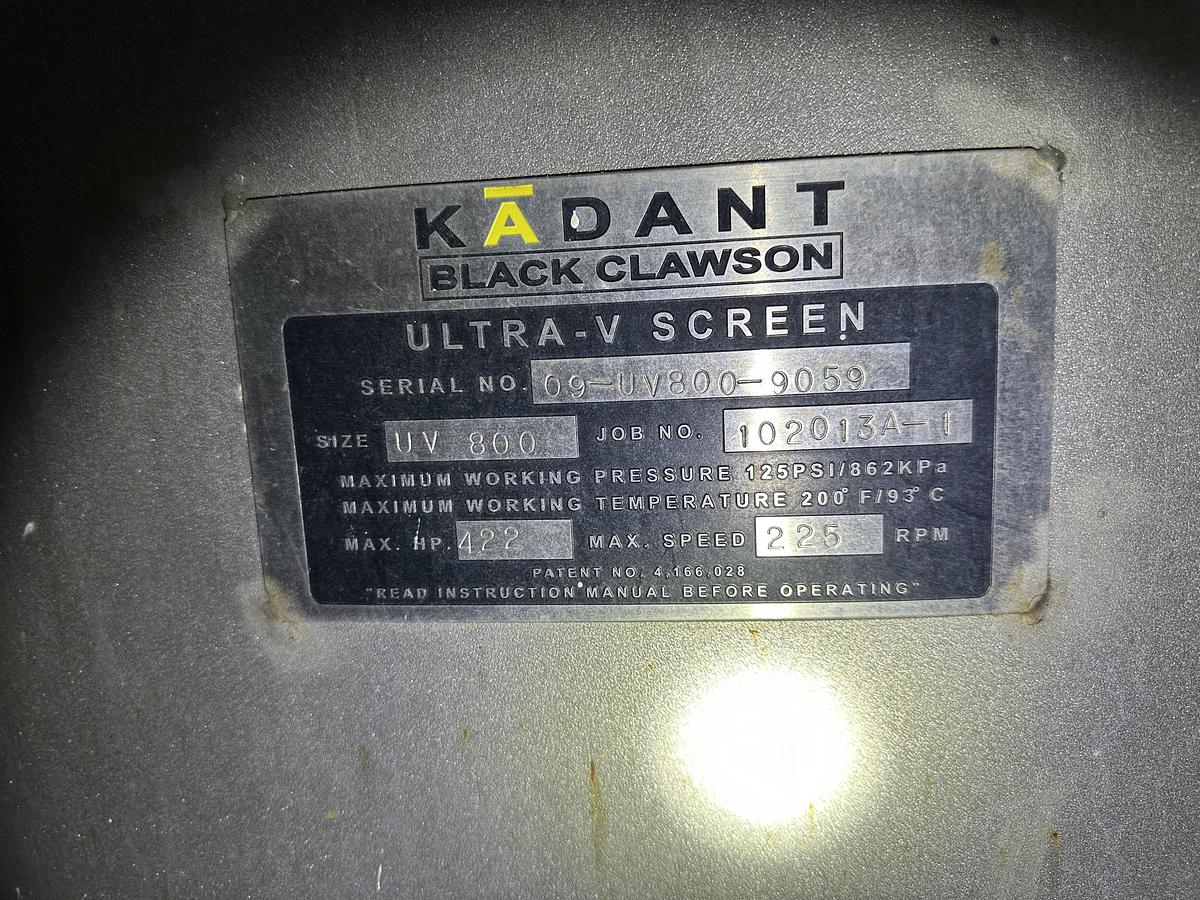 KĀDANT
BLACK CLAWSON
ULTRA-V SCREEN
SERIAL NO. 09-UV800-9059
SIZE UV 800 JOB NO. 102013A-1
MAXIMUM WORKING PRESSURE 125PSI/862KPa
MAXIMUM WORKING TEMPERATURE 200° F/93° C
MAX. HP. 422 MAX. SPEED 225 RPM
PATENT NO. 4,166,028
"READ INSTRUCTION MANUAL BEFORE OPERATING"